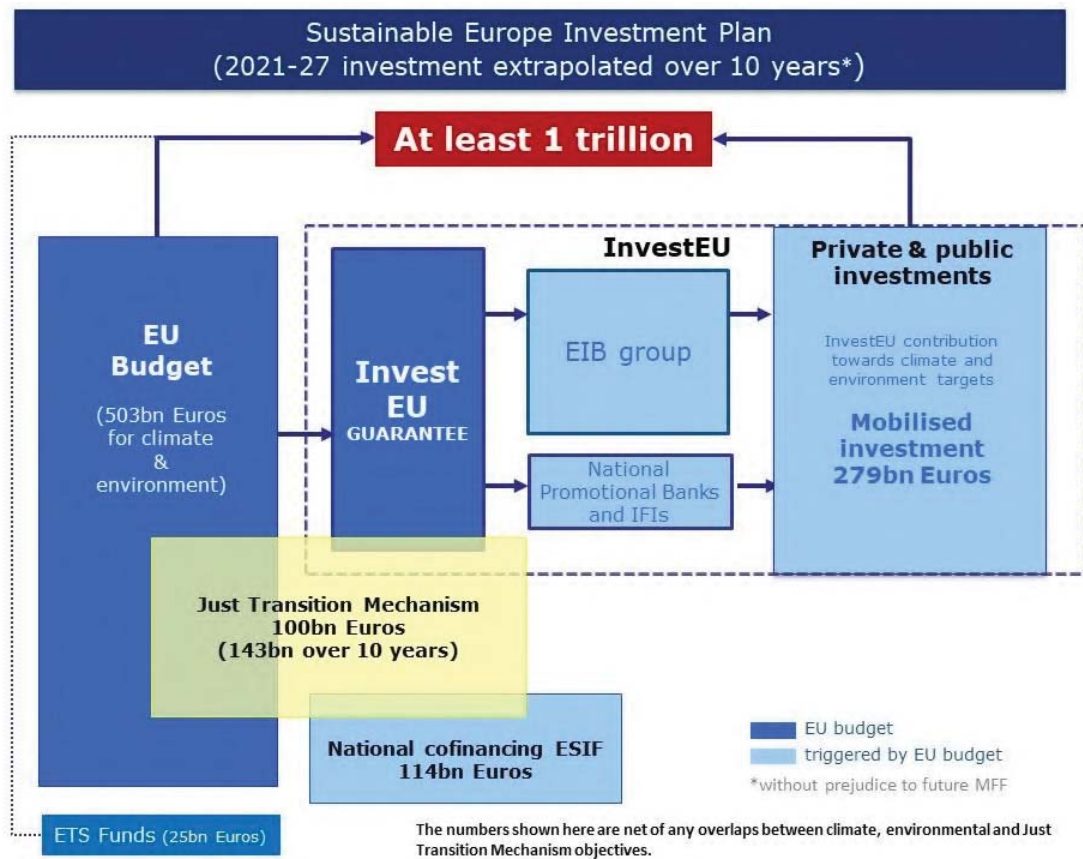 Sustainable Europe Investment Plan
(2021-27 investment extrapolated over 10 years*)
At least 1 trillion
EU
Budget
(503bn Euros
for climate
&
environment)
Invest
EU
GUARANTEE
InvestEU
EIB group
National
Promotional Banks
and IFIs
Private & public
investments
InvestEU contribution
towards climate and
environment targets
Mobilised
investment
279bn Euros
Just Transition Mechanism
100bn Euros
(143bn over 10 years)
National cofinancing ESIF
114bn Euros
EU budget
triggered by EU budget
*without prejudice to future MFF
ETS Funds (25bn Euros)
The numbers shown here are net of any overlaps between climate, environmental and Just
Transition Mechanism objectives.